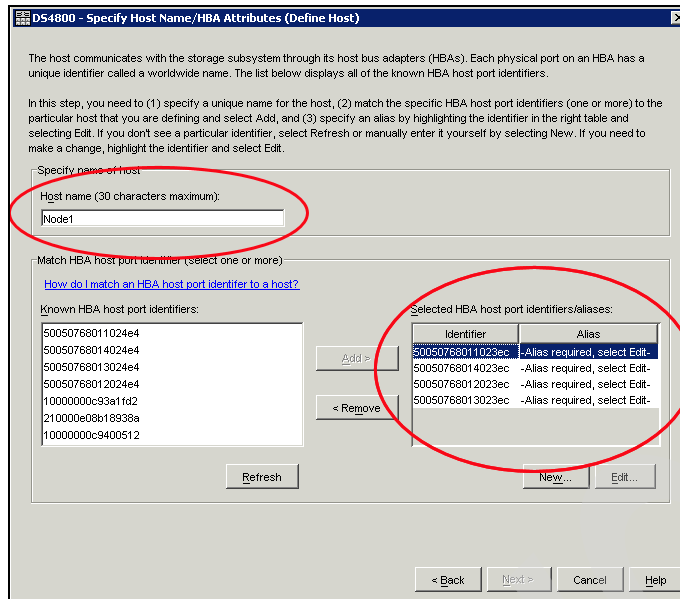 DS4800 - Specify Host Name/HBA Attributes (Define Host)
The host communicates with the storage subsystem through its host bus adapters (HBAs). Each physical port on an HBA has a
unique identifier called a worldwide name. The list below displays all of the known HBA host port identifiers.
In this step, you need to (1) specify a unique name for the host, (2) match the specific HBA host port identifiers (one or more) to the
particular host that you are defining and select Add, and (3) specify an alias by highlighting the identifier in the right table and
selecting Edit. If you don't see a particular identifier, select Refresh or manually enter it yourself by selecting New. If you need to
make a change, highlight the identifier and select Edit.
Specify name of host
Host name (30 characters maximum):
Node1
Match HBA host port identifier (select one or more)
How do I match an HBA host port identifer to a host?
Known HBA host port identifiers:
50050768011024e4
50050768014024e4
50050768013024e4
50050768012024e4
10000000c93a1fd2
210000e08b18938a
10000000c9400512
Add >
< Remove
Selected HBA host port identifiers/aliases:
Identifier Alias
50050768011023ec -Alias required, select Edit-
50050768014023ec -Alias required, select Edit-
50050768012023ec -Alias required, select Edit-
50050768013023ec -Alias required, select Edit-
Refresh
New...
Edit...
< Back
Next >
Cancel
Help